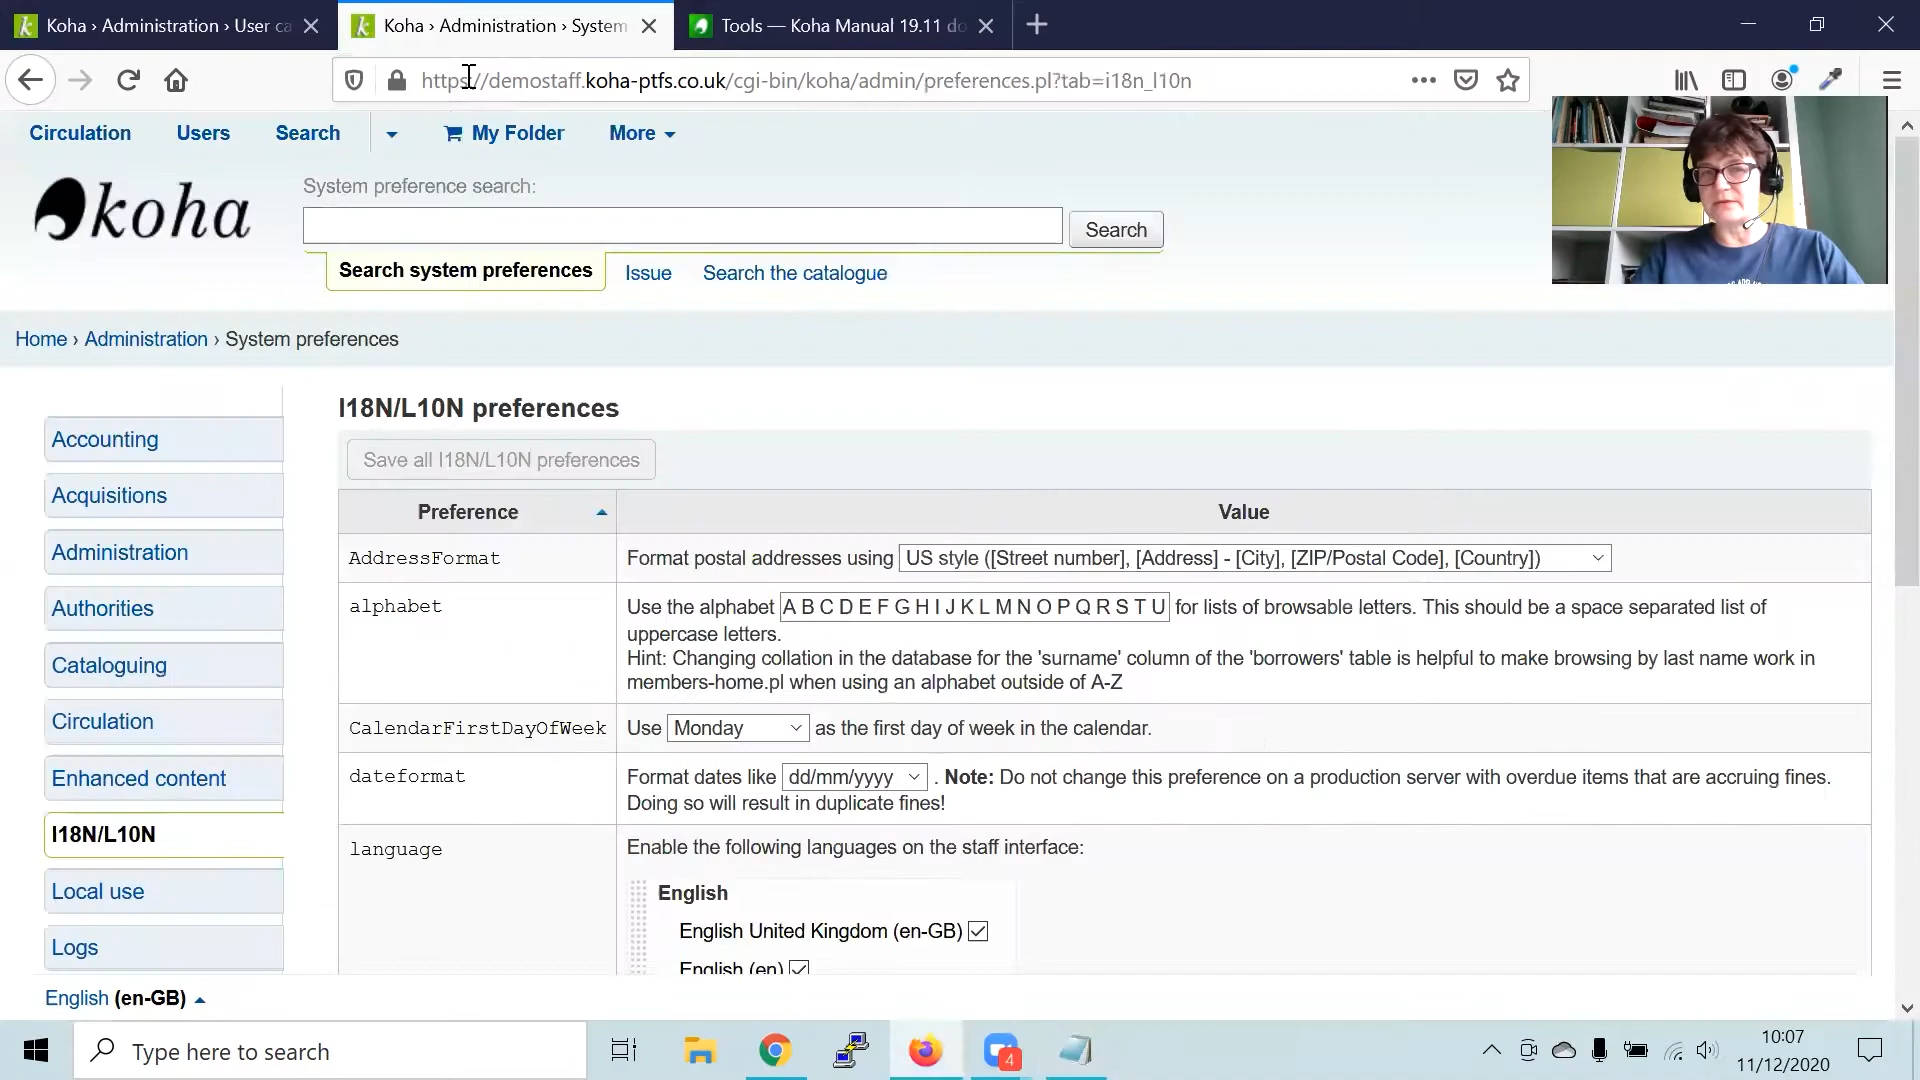 Koha › Administration › User ca
Koha › Administration › System
Tools — Koha Manual 19.11 do
https://demostaff.koha-ptfs.co.uk/cgi-bin/koha/admin/preferences.pl?tab=i18n_l10n
Circulation
Users
Search
My Folder
More
koha
System preference search:
Search
Search system preferences
Issue
Search the catalogue
Home › Administration › System preferences
Accounting
Acquisitions
Administration
Authorities
Cataloguing
Circulation
Enhanced content
I18N/L10N
Local use
Logs
I18N/L10N preferences
Save all I18N/L10N preferences
Preference
Value
AddressFormat
Format postal addresses using US style ([Street number], [Address] - [City], [ZIP/Postal Code], [Country])
alphabet
Use the alphabet A B C D E F G H I J K L M N O P Q R S T U for lists of browsable letters. This should be a space separated list of
uppercase letters.
Hint: Changing collation in the database for the 'surname' column of the 'borrowers' table is helpful to make browsing by last name work in
members-home.pl when using an alphabet outside of A-Z
CalendarFirstDayOfWeek
Use Monday as the first day of week in the calendar.
dateformat
Format dates like dd/mm/yyyy . Note: Do not change this preference on a production server with overdue items that are accruing fines.
Doing so will result in duplicate fines!
language
Enable the following languages on the staff interface:
English
English United Kingdom (en-GB)
English (en)
English (en-GB)
Type here to search
4
10:07
11/12/2020